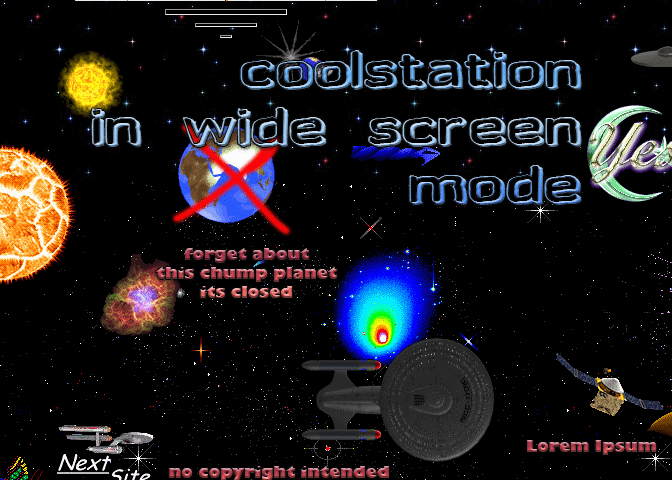 coolstation
in wide screen
mode
Yes
forget about
this chump planet
its closed
Lorem Ipsum
Next
Site
no copyright intended